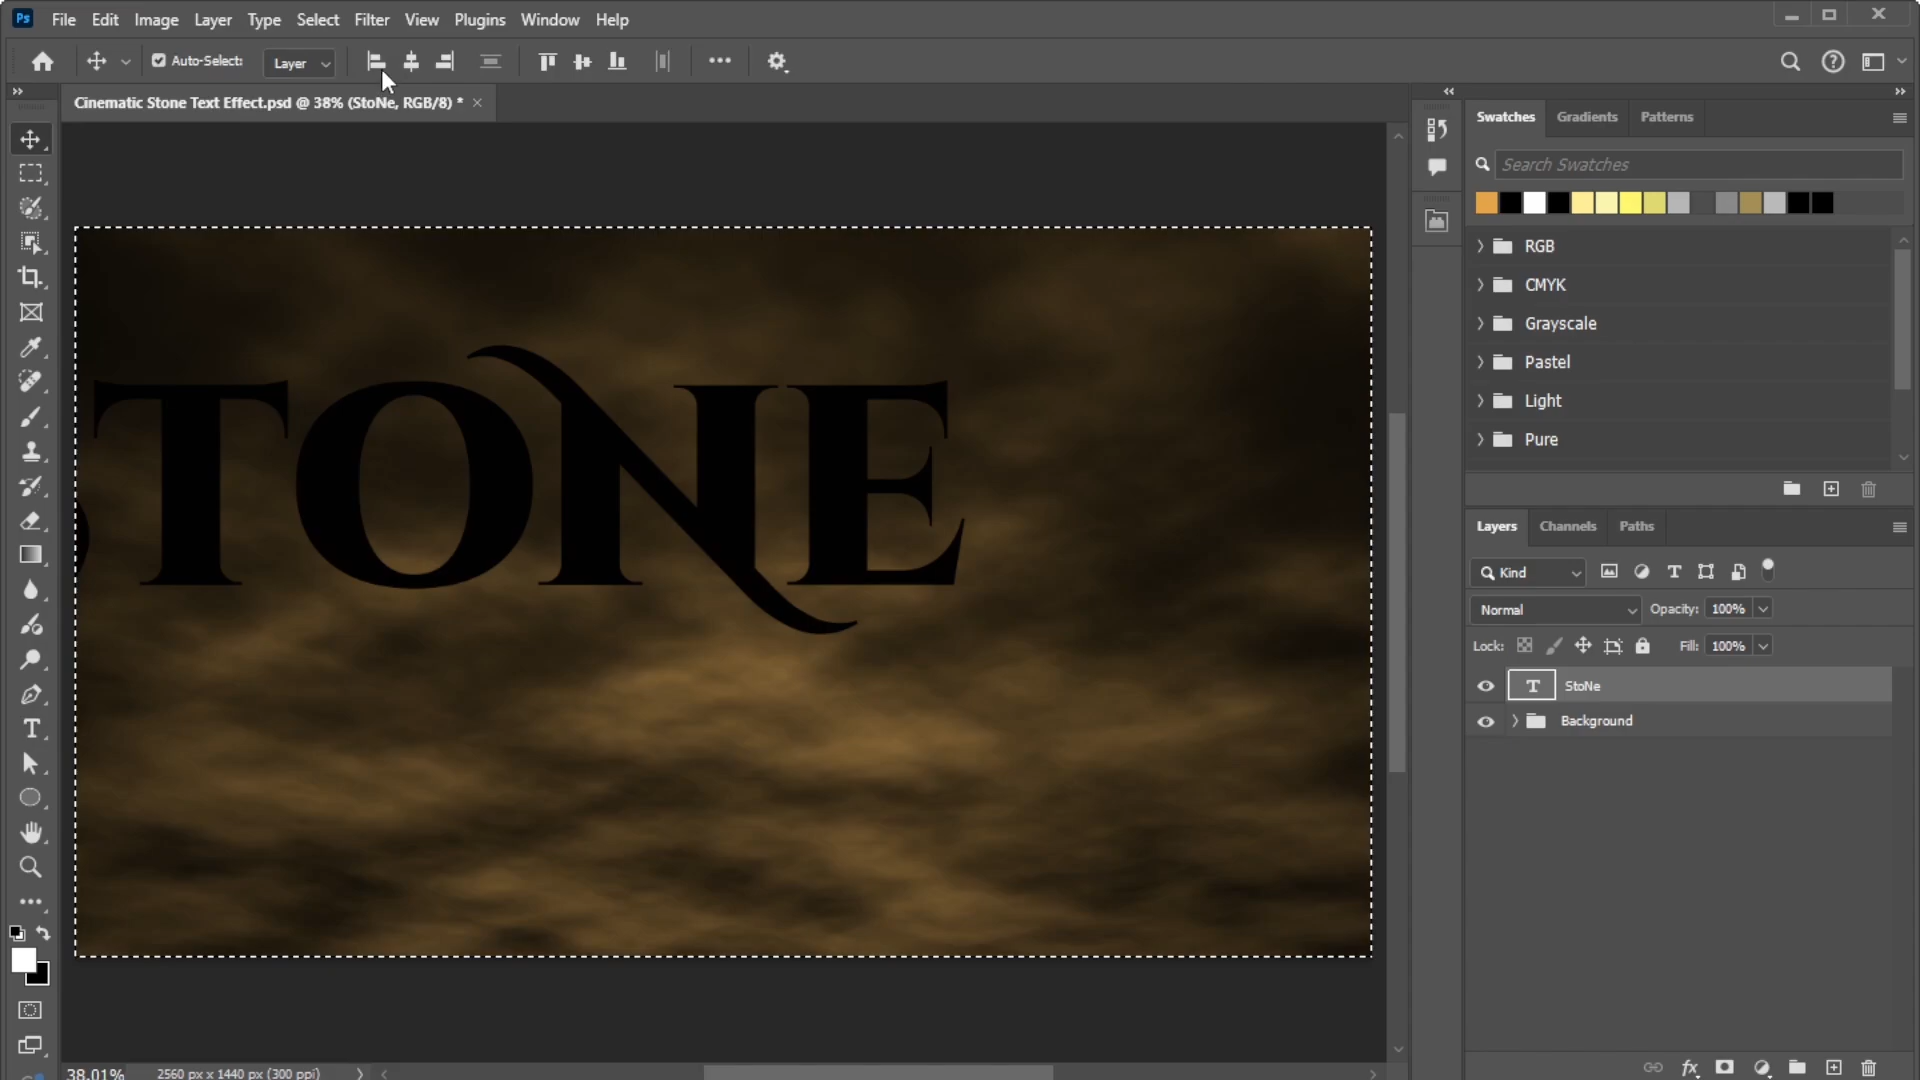 Ps File Edit Image Layer Type Select Filter View Plugins Window Help
Auto-Select: Layer
Cinematic Stone Text Effect.psd @ 38% (StoNe, RGB/8) *
Swatches Gradients Patterns
Search Swatches
RGB
CMYK
Grayscale
Pastel
Light
Pure
STONE
Layers Channels Paths
Kind
Normal Opacity: 100%
Lock: Fill: 100%
T StoNe
Background
38.01% 2560 px x 1440 px (300 ppi)